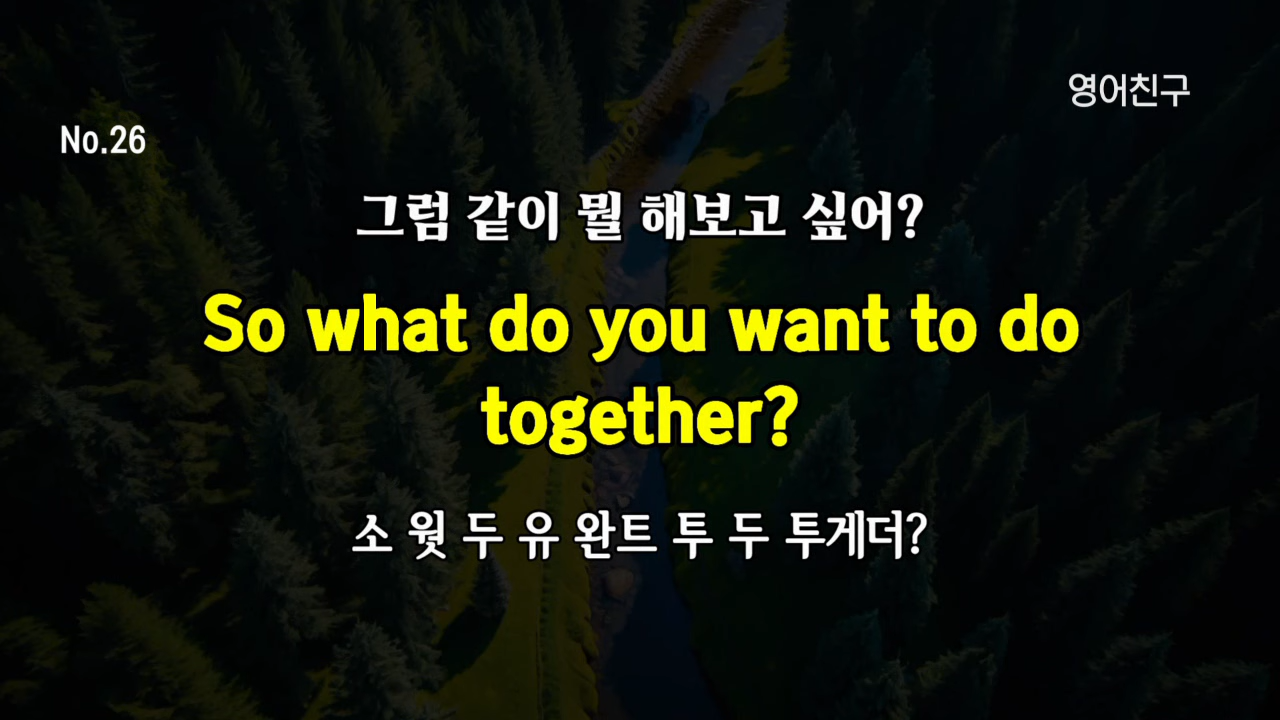 영어친구
No.26
그럼 같이 뭘 해보고 싶어?
So what do you want to do
together?
소 웟 두 유 완트 투 두 투게더?